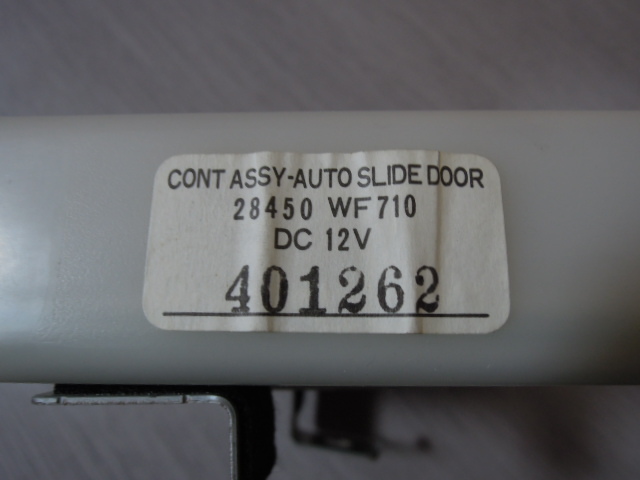 CONT ASSY-AUTO SLIDE DOOR
28450 WF710
DC 12V
401262